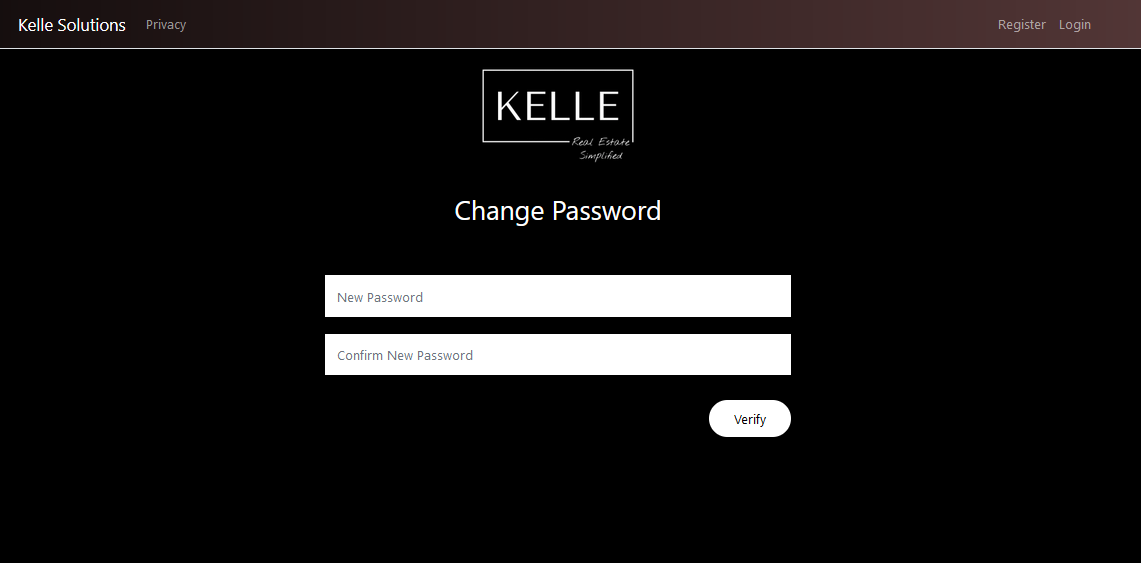 Kelle Solutions Privacy Register Login
KELLE
Real Estate
Simplified
Change Password
New Password
Confirm New Password
Verify